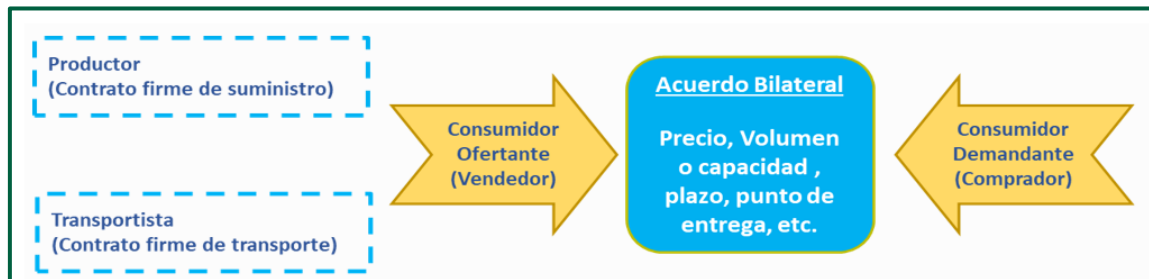 Productor
(Contrato firme de suministro)
Transportista
(Contrato firme de transporte)
Consumidor
Ofertante
(Vendedor)
Acuerdo Bilateral
Precio, Volumen
o capacidad ,
plazo, punto de
entrega, etc.
Consumidor
Demandante
(Comprador)